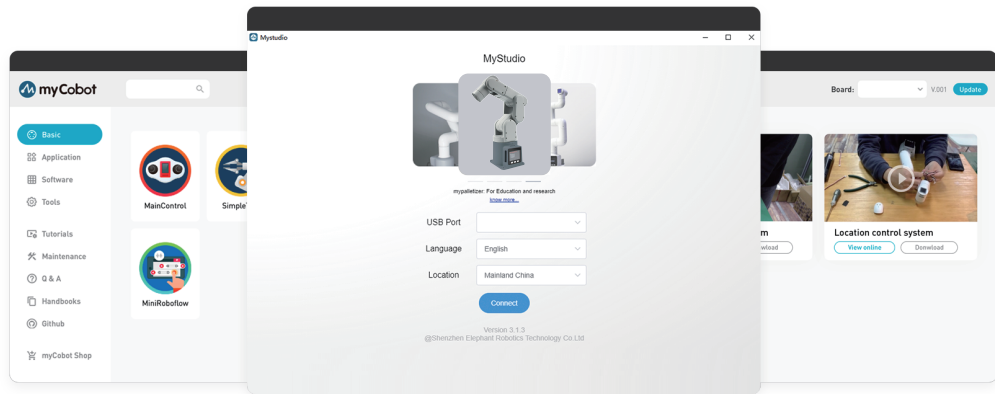 Mystudio
MyStudio
mypalletizer: For Education and research
know more...
USB Port
Language
English
Location
Mainland China
Connect
Version 3.1.3
@Shenzhen Elephant Robotics Technology Co.Ltd
myCobot
Basic
Application
Software
Tools
Tutorials
Maintenance
Q & A
Handbooks
Github
myCobot Shop
MainControl
Simple
MiniRoboflow
Board:
V.001
Update
m
wload
Location control system
View online
Denwload